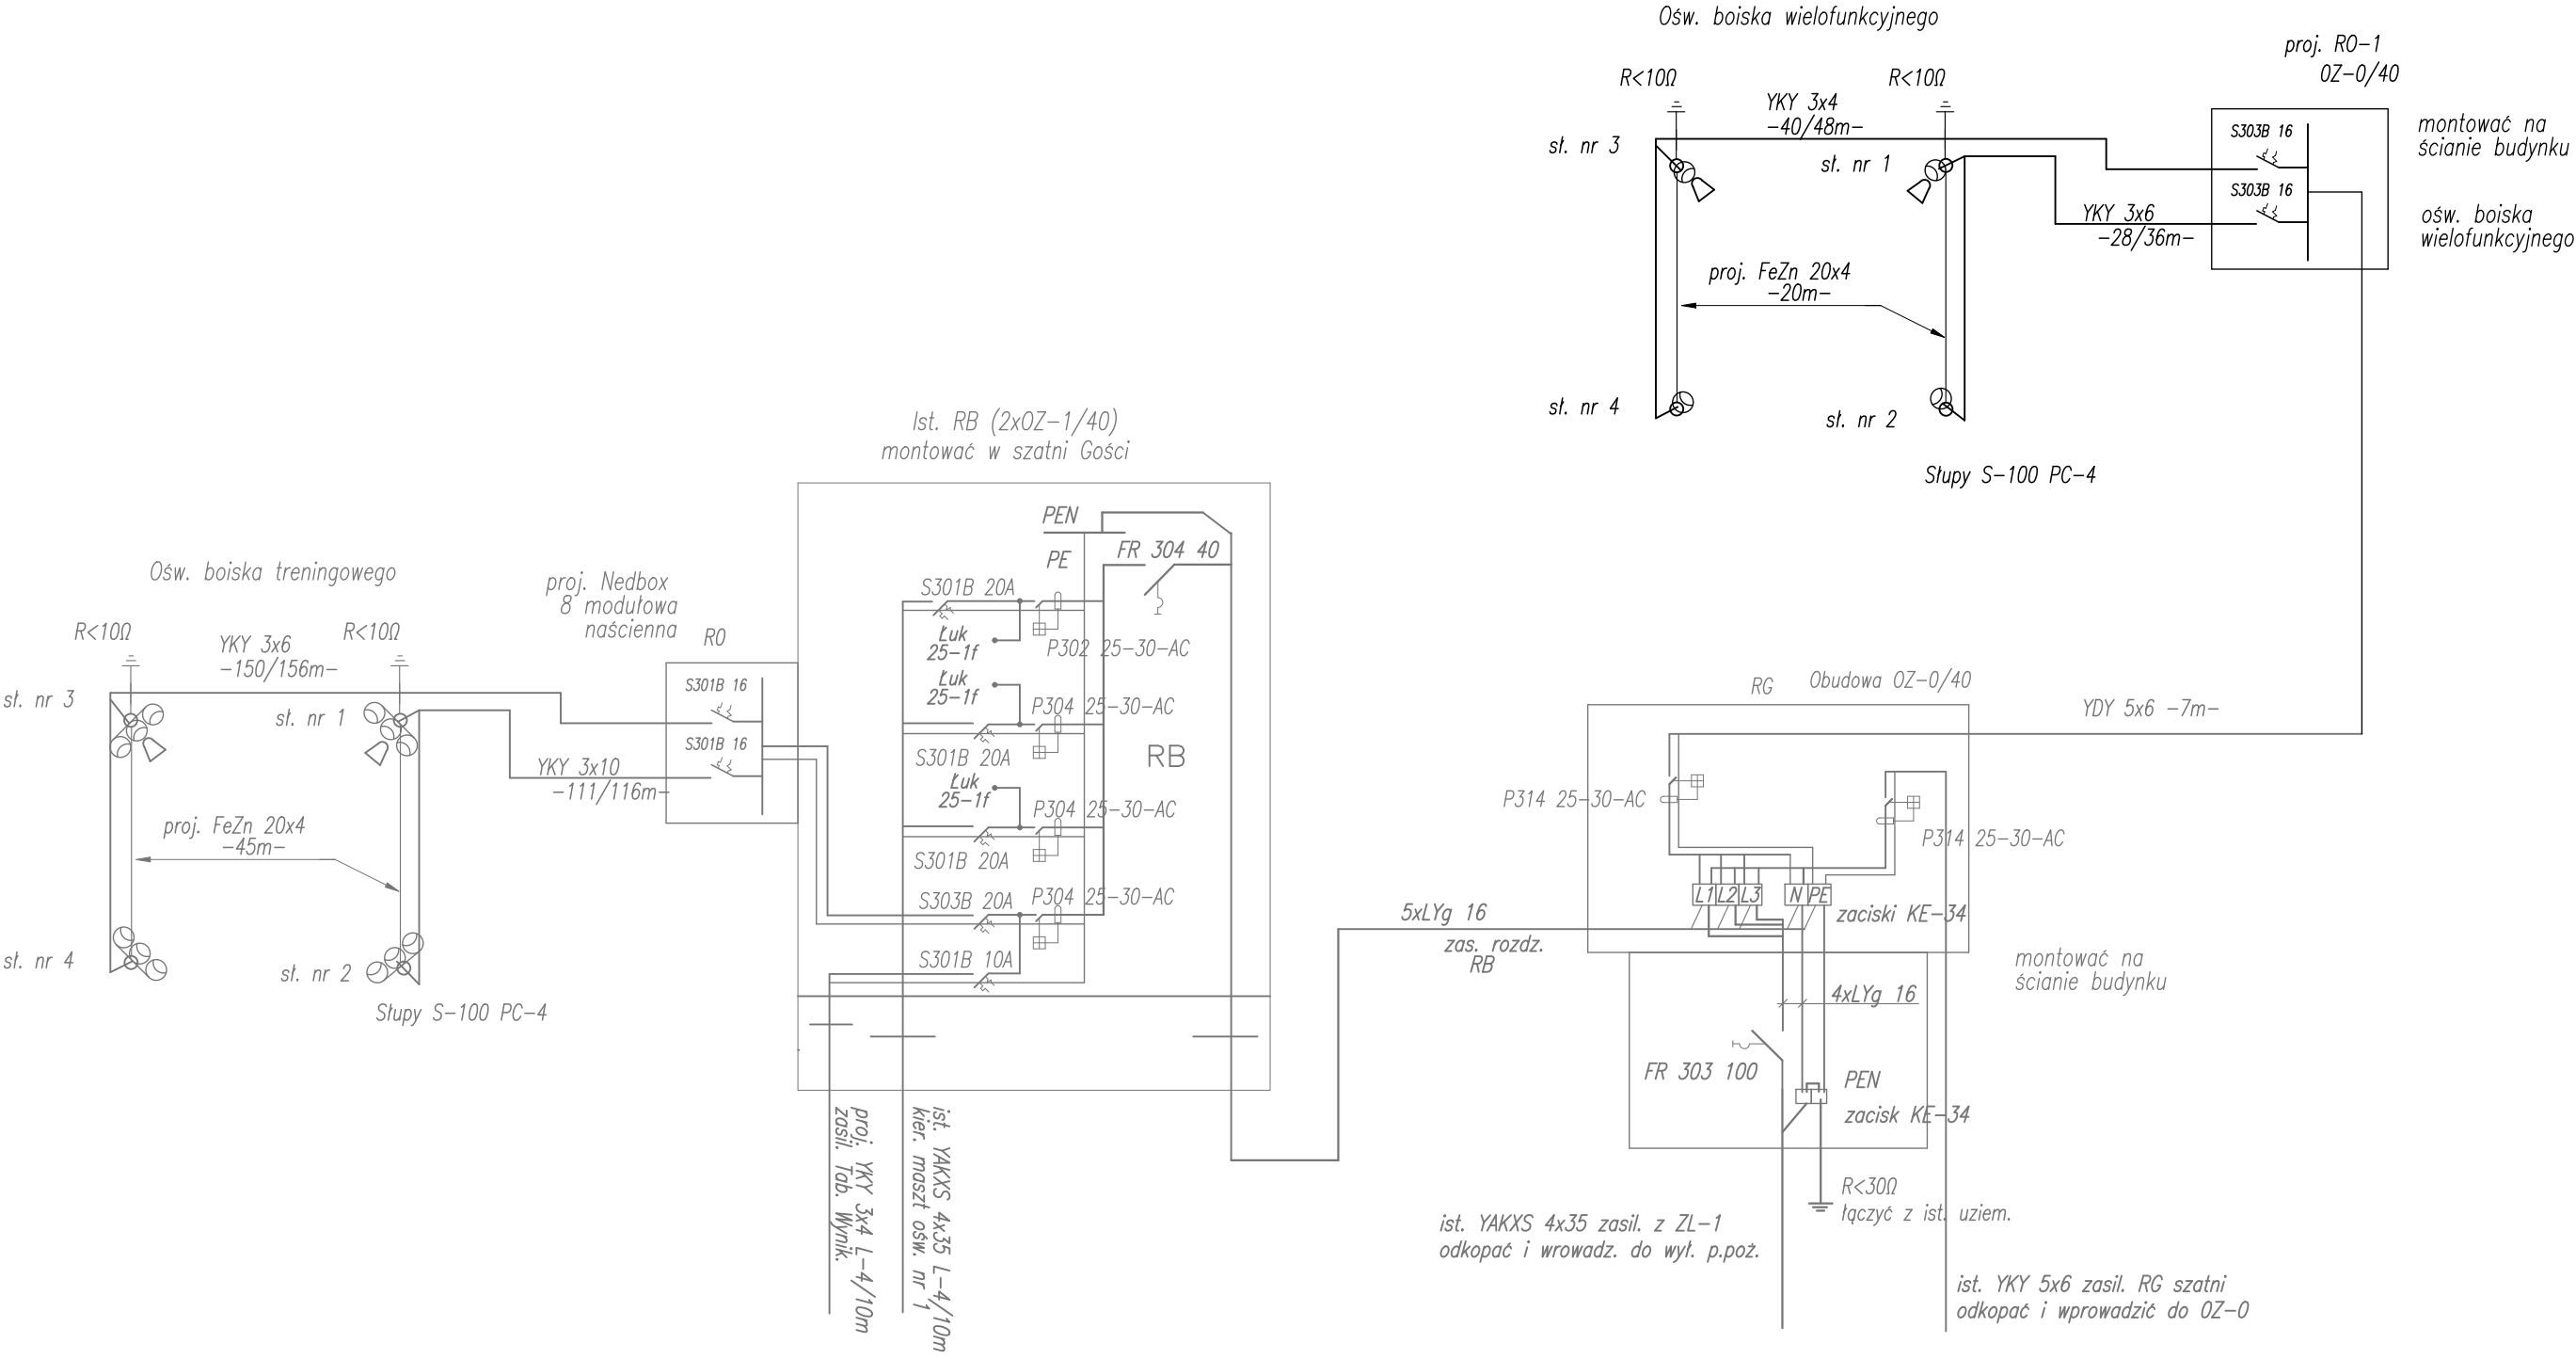 Ośw. boiska wielofunkcyjnego
proj. RO-1
OZ-0/40
R<10Ω
R<10Ω
YKY 3x4
-40/48m-
S303B 16
montować na
ścianie budynku
st. nr 3
st. nr 1
S303B 16
YKY 3x6
-28/36m-
ośw. boiska
wielofunkcyjnego
proj. FeZn 20x4
-20m-
st. nr 4
st. nr 2
Słupy S-100 PC-4
Ist. RB (2xOZ-1/40)
montować w szatni Gości
PEN
PE
FR 304 40
S301B 20A
Łuk
25-1f
P302 25-30-AC
Łuk
25-1f
P304 25-30-AC
S301B 20A
RB
Łuk
25-1f
P304 25-30-AC
S301B 20A
S303B 20A
P304 25-30-AC
S301B 10A
Ośw. boiska treningowego
proj. Nedbox
8 modułowa
naścienna
RO
R<10Ω
R<10Ω
YKY 3x6
-150/156m-
st. nr 3
st. nr 1
S301B 16
S301B 16
YKY 3x10
-111/116m-
proj. FeZn 20x4
-45m-
st. nr 4
st. nr 2
Słupy S-100 PC-4
proj. YKY 3x4 L-4/10m
zasil. Tab. Wynik.
ist. YAKXS 4x35 L-4/10m
kier. maszt ośw. nr 1
RG
Obudowa OZ-0/40
YDY 5x6 -7m-
P314 25-30-AC
P314 25-30-AC
L1 L2 L3 N PE
zaciski KE-34
5xLYg 16
zas. rozdz.
RB
montować na
ścianie budynku
4xLYg 16
FR 303 100
PEN
zacisk KE-34
R<30Ω
łączyć z ist. uziem.
ist. YAKXS 4x35 zasil. z ZL-1
odkopać i wrowadz. do wył. p.poż.
ist. YKY 5x6 zasil. RG szatni
odkopać i wprowadzić do OZ-0